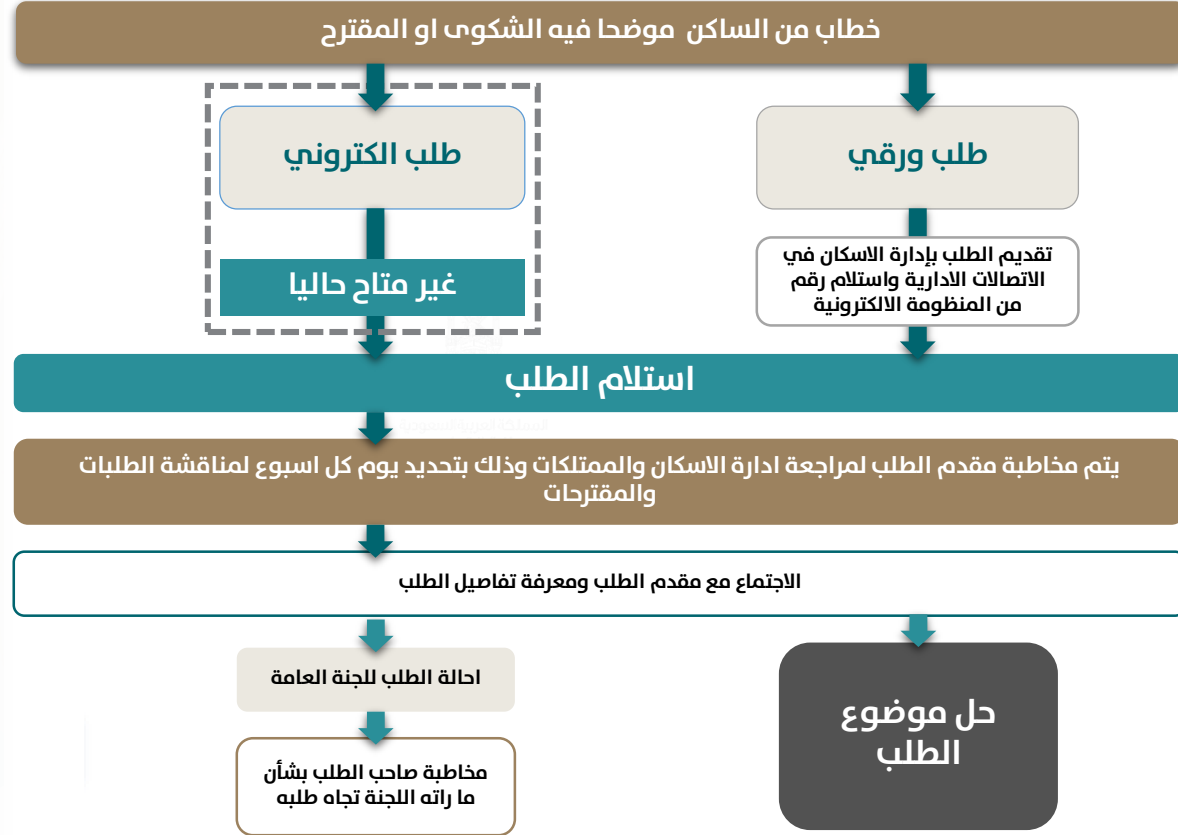 خطاب من الساكن موضحا فيه الشكوى او المقترح
طلب ورقي
طلب الكتروني
تقديم الطلب بإدارة الاسكان في
الاتصالات الادارية واستلام رقم
من المنظومة الالكترونية
غير متاح حاليا
استلام الطلب
يتم مخاطبة مقدم الطلب لمراجعة ادارة الاسكان والممتلكات وذلك بتحديد يوم كل اسبوع لمناقشة الطلبات
والمقترحات
الاجتماع مع مقدم الطلب ومعرفة تفاصيل الطلب
حل موضوع
الطلب
احالة الطلب للجنة العامة
مخاطبة صاحب الطلب بشأن
ما راته اللجنة تجاه طلبه